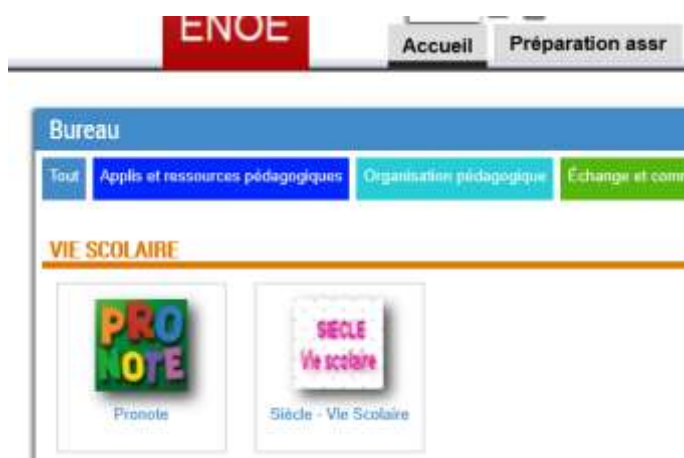 ENOE
Accueil Préparation assr
Bureau
Tout Applis et ressources pédagogiques Organisation pédagogique Échange et com
VIE SCOLAIRE
PRO
NOTE
SIECLE
Vie scolaire
Pronote Siècle - VIe Scolaire